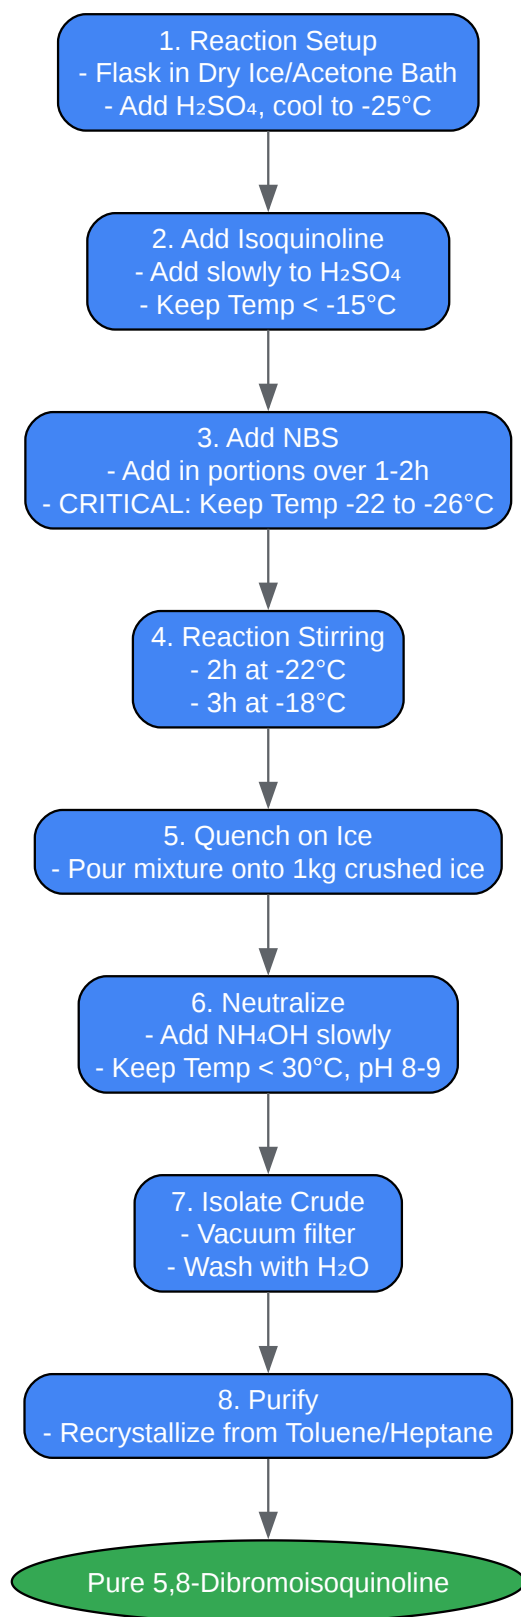 1. Reaction Setup
- Flask in Dry Ice/Acetone Bath
- Add H₂SO₄, cool to -25°C
2. Add Isoquinoline
- Add slowly to H₂SO₄
- Keep Temp < -15°C
3. Add NBS
- Add in portions over 1-2h
- CRITICAL: Keep Temp -22 to -26°C
4. Reaction Stirring
- 2h at -22°C
- 3h at -18°C
5. Quench on Ice
- Pour mixture onto 1kg crushed ice
6. Neutralize
- Add NH₄OH slowly
- Keep Temp < 30°C, pH 8-9
7. Isolate Crude
- Vacuum filter
- Wash with H₂O
8. Purify
- Recrystallize from Toluene/Heptane
Pure 5,8-Dibromoisoquinoline